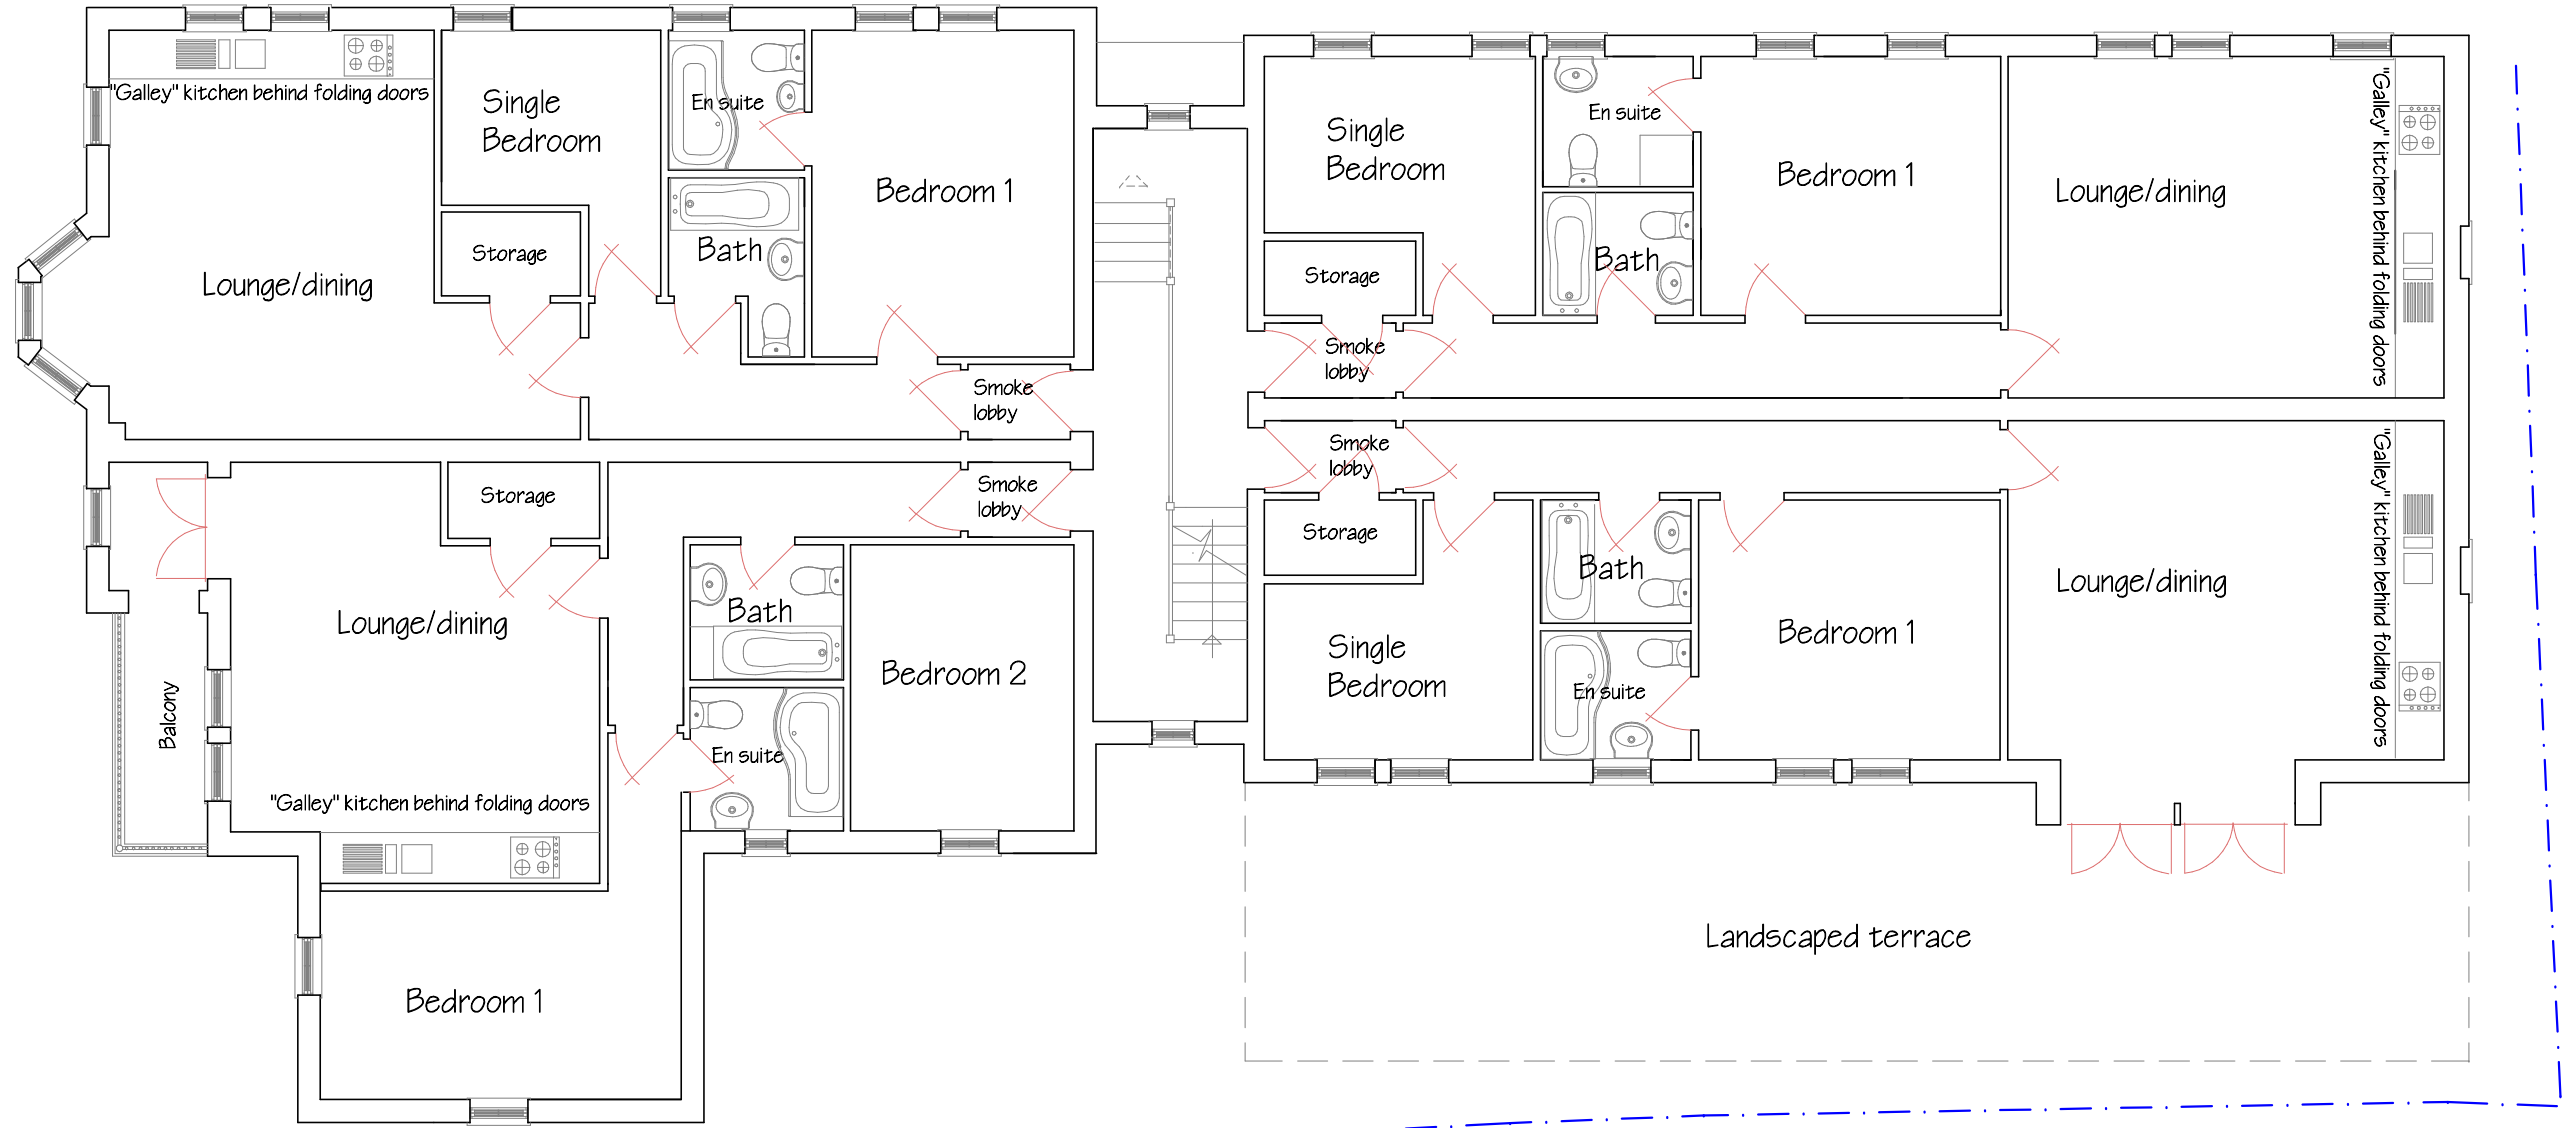 "Galley" kitchen behind folding doors
Single
Bedroom
En suite
Bedroom 1
Storage
Bath
Lounge/dining
Smoke
lobby
Single
Bedroom
En suite
Bedroom 1
Lounge/dining
"Galley" kitchen behind folding doors
Storage
Bath
Smoke
lobby
Storage
Smoke
lobby
Lounge/dining
Bath
Bedroom 2
Balcony
En suite
"Galley" kitchen behind folding doors
Bedroom 1
Smoke
lobby
Storage
Bath
Lounge/dining
"Galley" kitchen behind folding doors
Single
Bedroom
Bedroom 1
En suite
Landscaped terrace